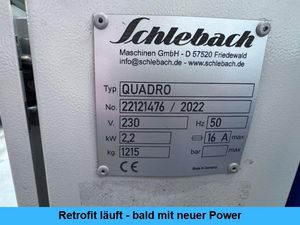 Schlebach
Maschinen GmbH - D 57520 Friedewald
info@schlebach.de - www.schlebach.de
Typ QUADRO
No. 22121476 / 2022
V. 230 Hz 50
kW 2,2 16 A max
kg. 1215 bar max
CE
Made in Germany
Retrofit läuft - bald mit neuer Power